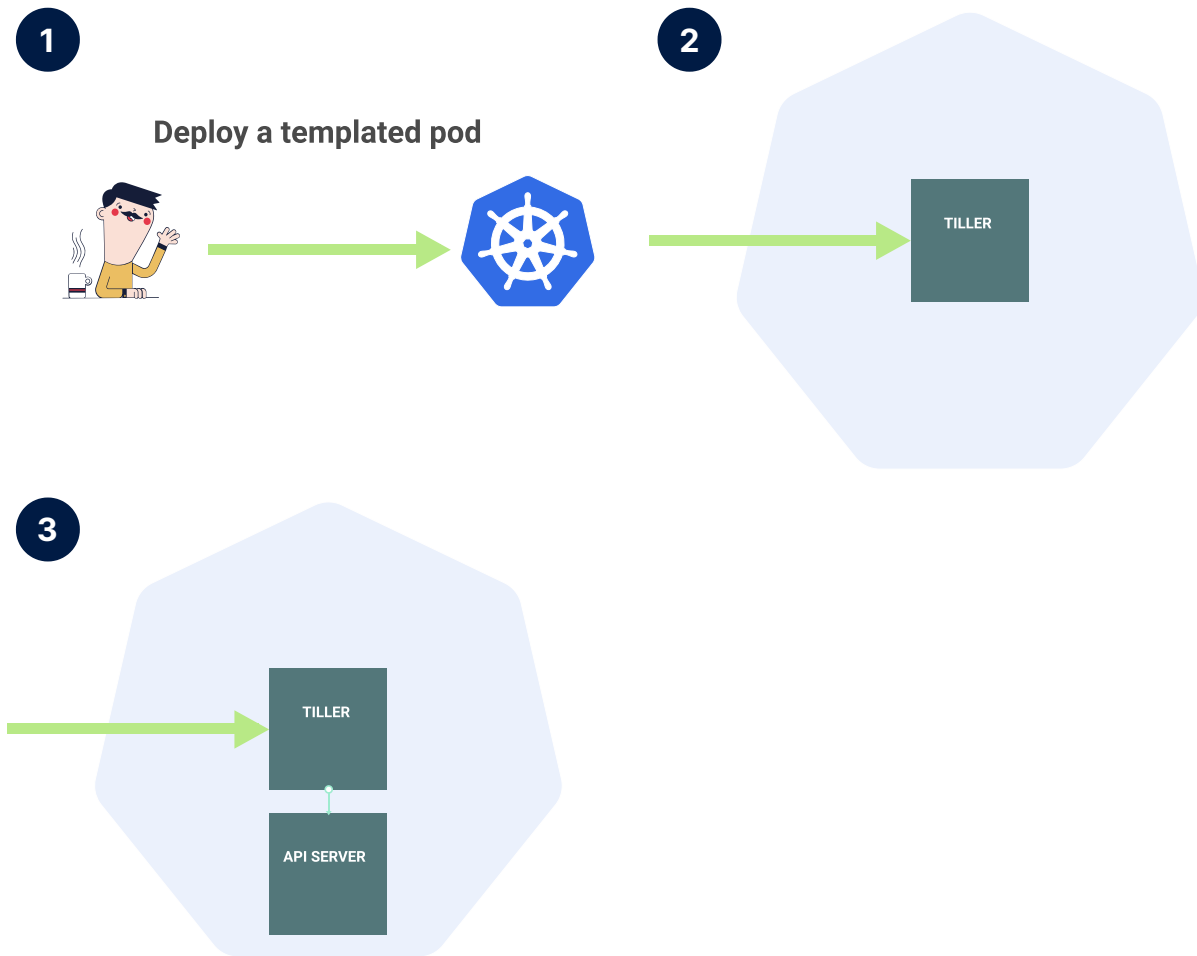 1
Deploy a templated pod
2
TILLER
3
TILLER
API SERVER